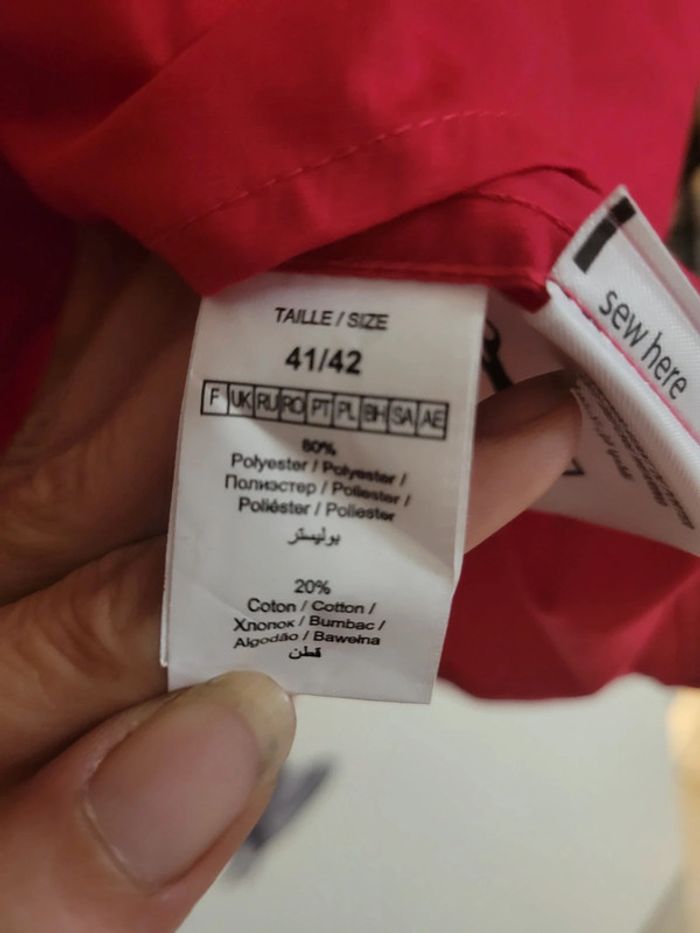 TAILLE / SIZE
41/42
F UK RU RO PT PL BH SA AE
80%
Polyester / Polyester /
Полиэстер / Poliester /
Poliéster / Poliester
بوليستر
20%
Coton / Cotton /
Хлопок / Bumbac /
Algodão / Bawełna
قطن
sew here